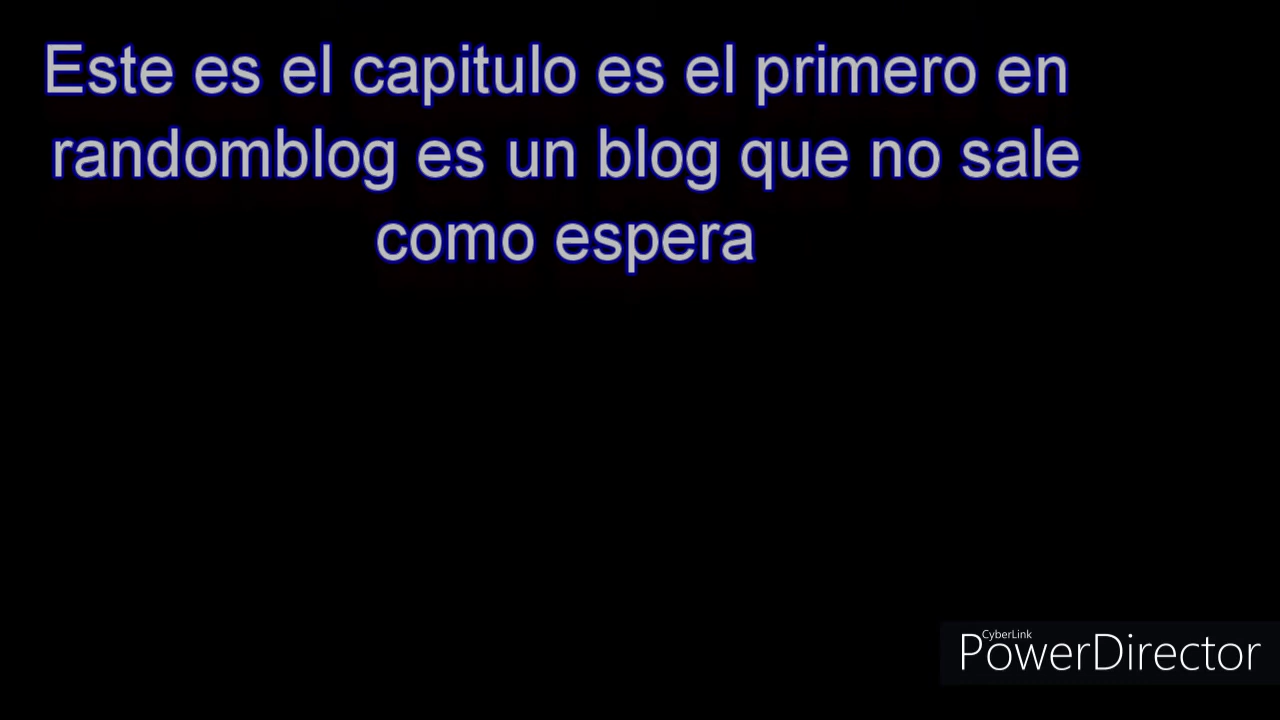 Este es el capitulo es el primero en
randomblog es un blog que no sale
como espera
CyberLink
PowerDirector